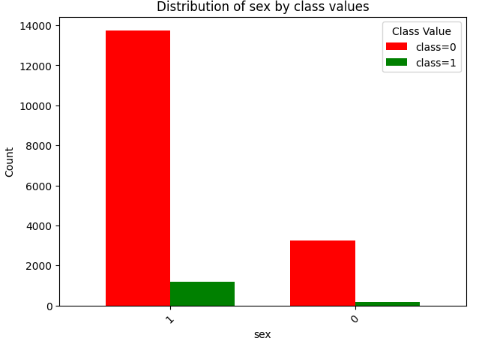 Distribution of sex by class values
Class Value
class=0
class=1
14000
12000
10000
8000
6000
4000
2000
0
Count
1
0
sex